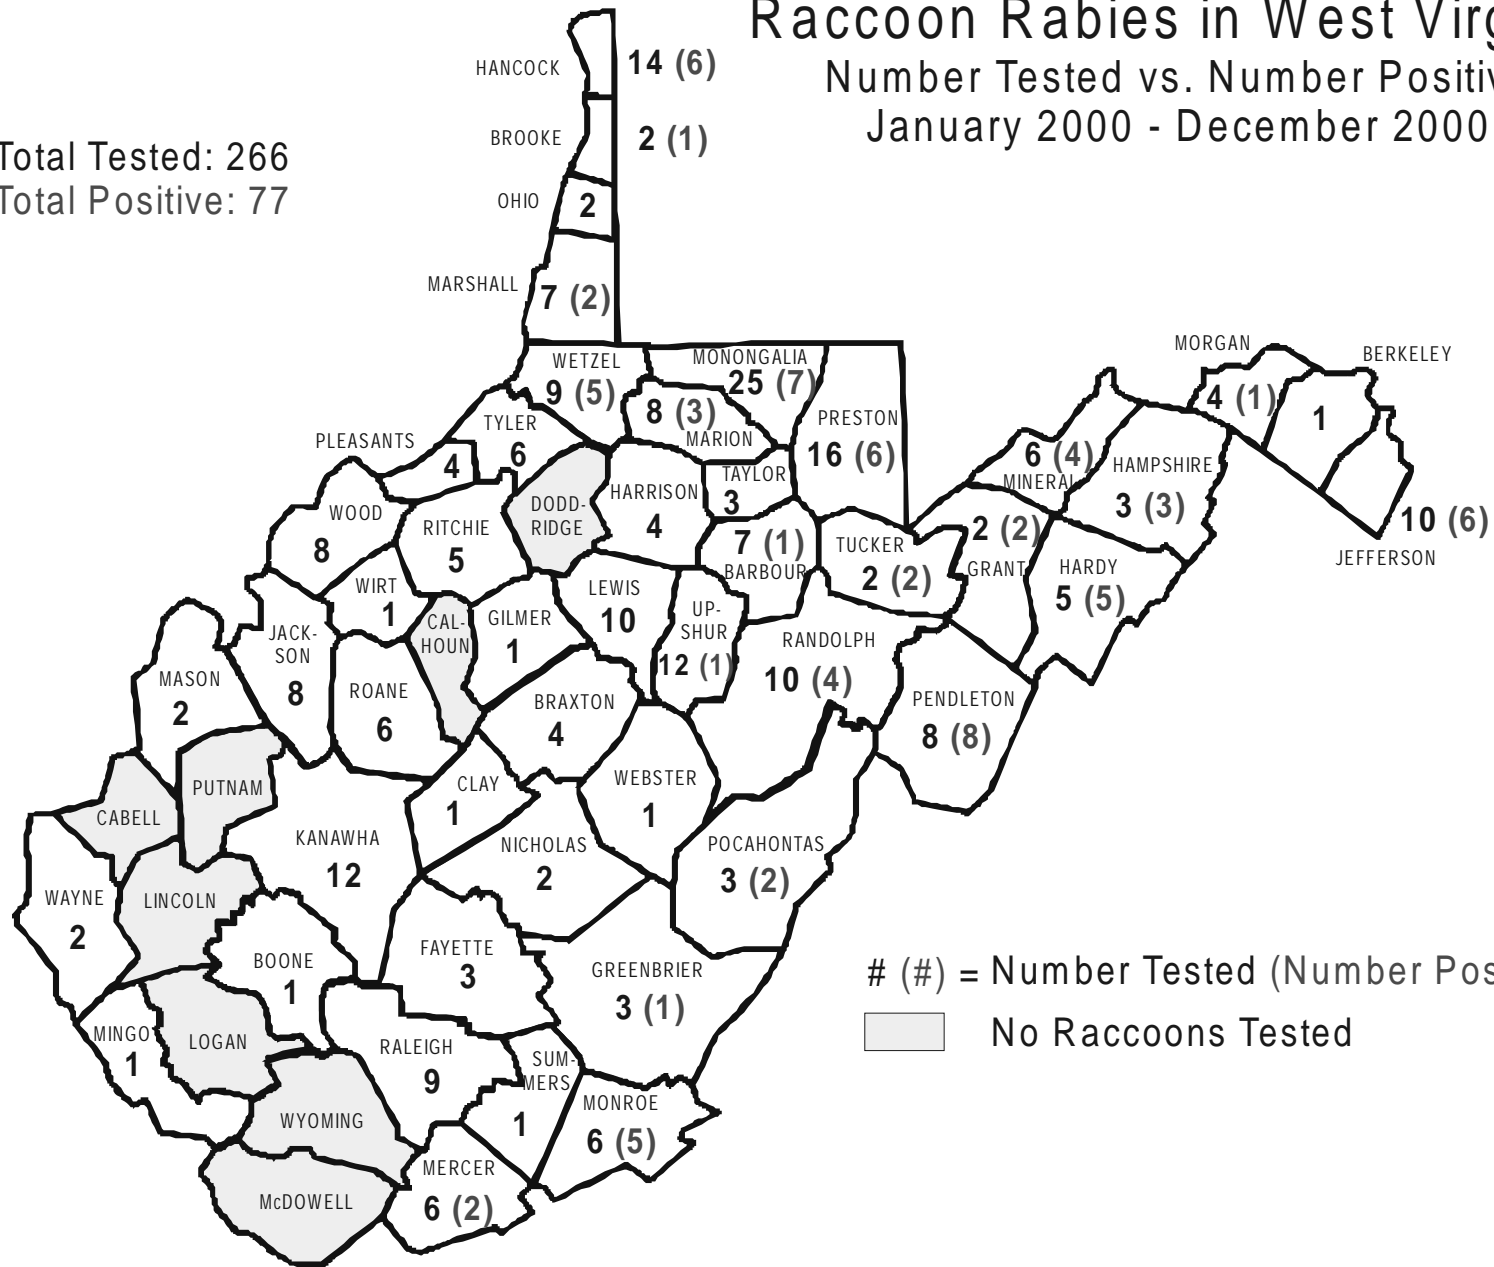 Raccoon Rabies in West Virg
Number Tested vs. Number Positiv
January 2000 - December 2000
Total Tested: 266
Total Positive: 77
HANCOCK 14 (6)
BROOKE 2 (1)
OHIO 2
MARSHALL 7 (2)
WETZEL
9 (5)
MONONGALIA
25 (7)
8 (3)
MARION
PRESTON
16 (6)
TYLER
6
PLEASANTS
4
MORGAN
4 (1)
BERKELEY
1
6 (4)
MINERAL
HAMPSHIRE
3 (3)
10 (6)
JEFFERSON
WOOD
8
RITCHIE
5
DODD-
RIDGE
HARRISON
4
TAYLOR
3
7 (1)
BARBOUR
TUCKER
2 (2)
2 (2)
GRANT
HARDY
5 (5)
WIRT
1
CAL-
HOUN
GILMER
1
LEWIS
10
UP-
SHUR
12 (1)
RANDOLPH
10 (4)
PENDLETON
8 (8)
JACK-
SON
8
MASON
2
ROANE
6
BRAXTON
4
PUTNAM
CABELL
CLAY
1
WEBSTER
1
KANAWHA
12
NICHOLAS
2
POCAHONTAS
3 (2)
WAYNE
2
LINCOLN
BOONE
1
FAYETTE
3
GREENBRIER
3 (1)
# (#) = Number Tested (Number Pos
No Raccoons Tested
MINGO
1
LOGAN
RALEIGH
9
SUM-
MERS
1
MONROE
6 (5)
WYOMING
MERCER
6 (2)
McDOWELL